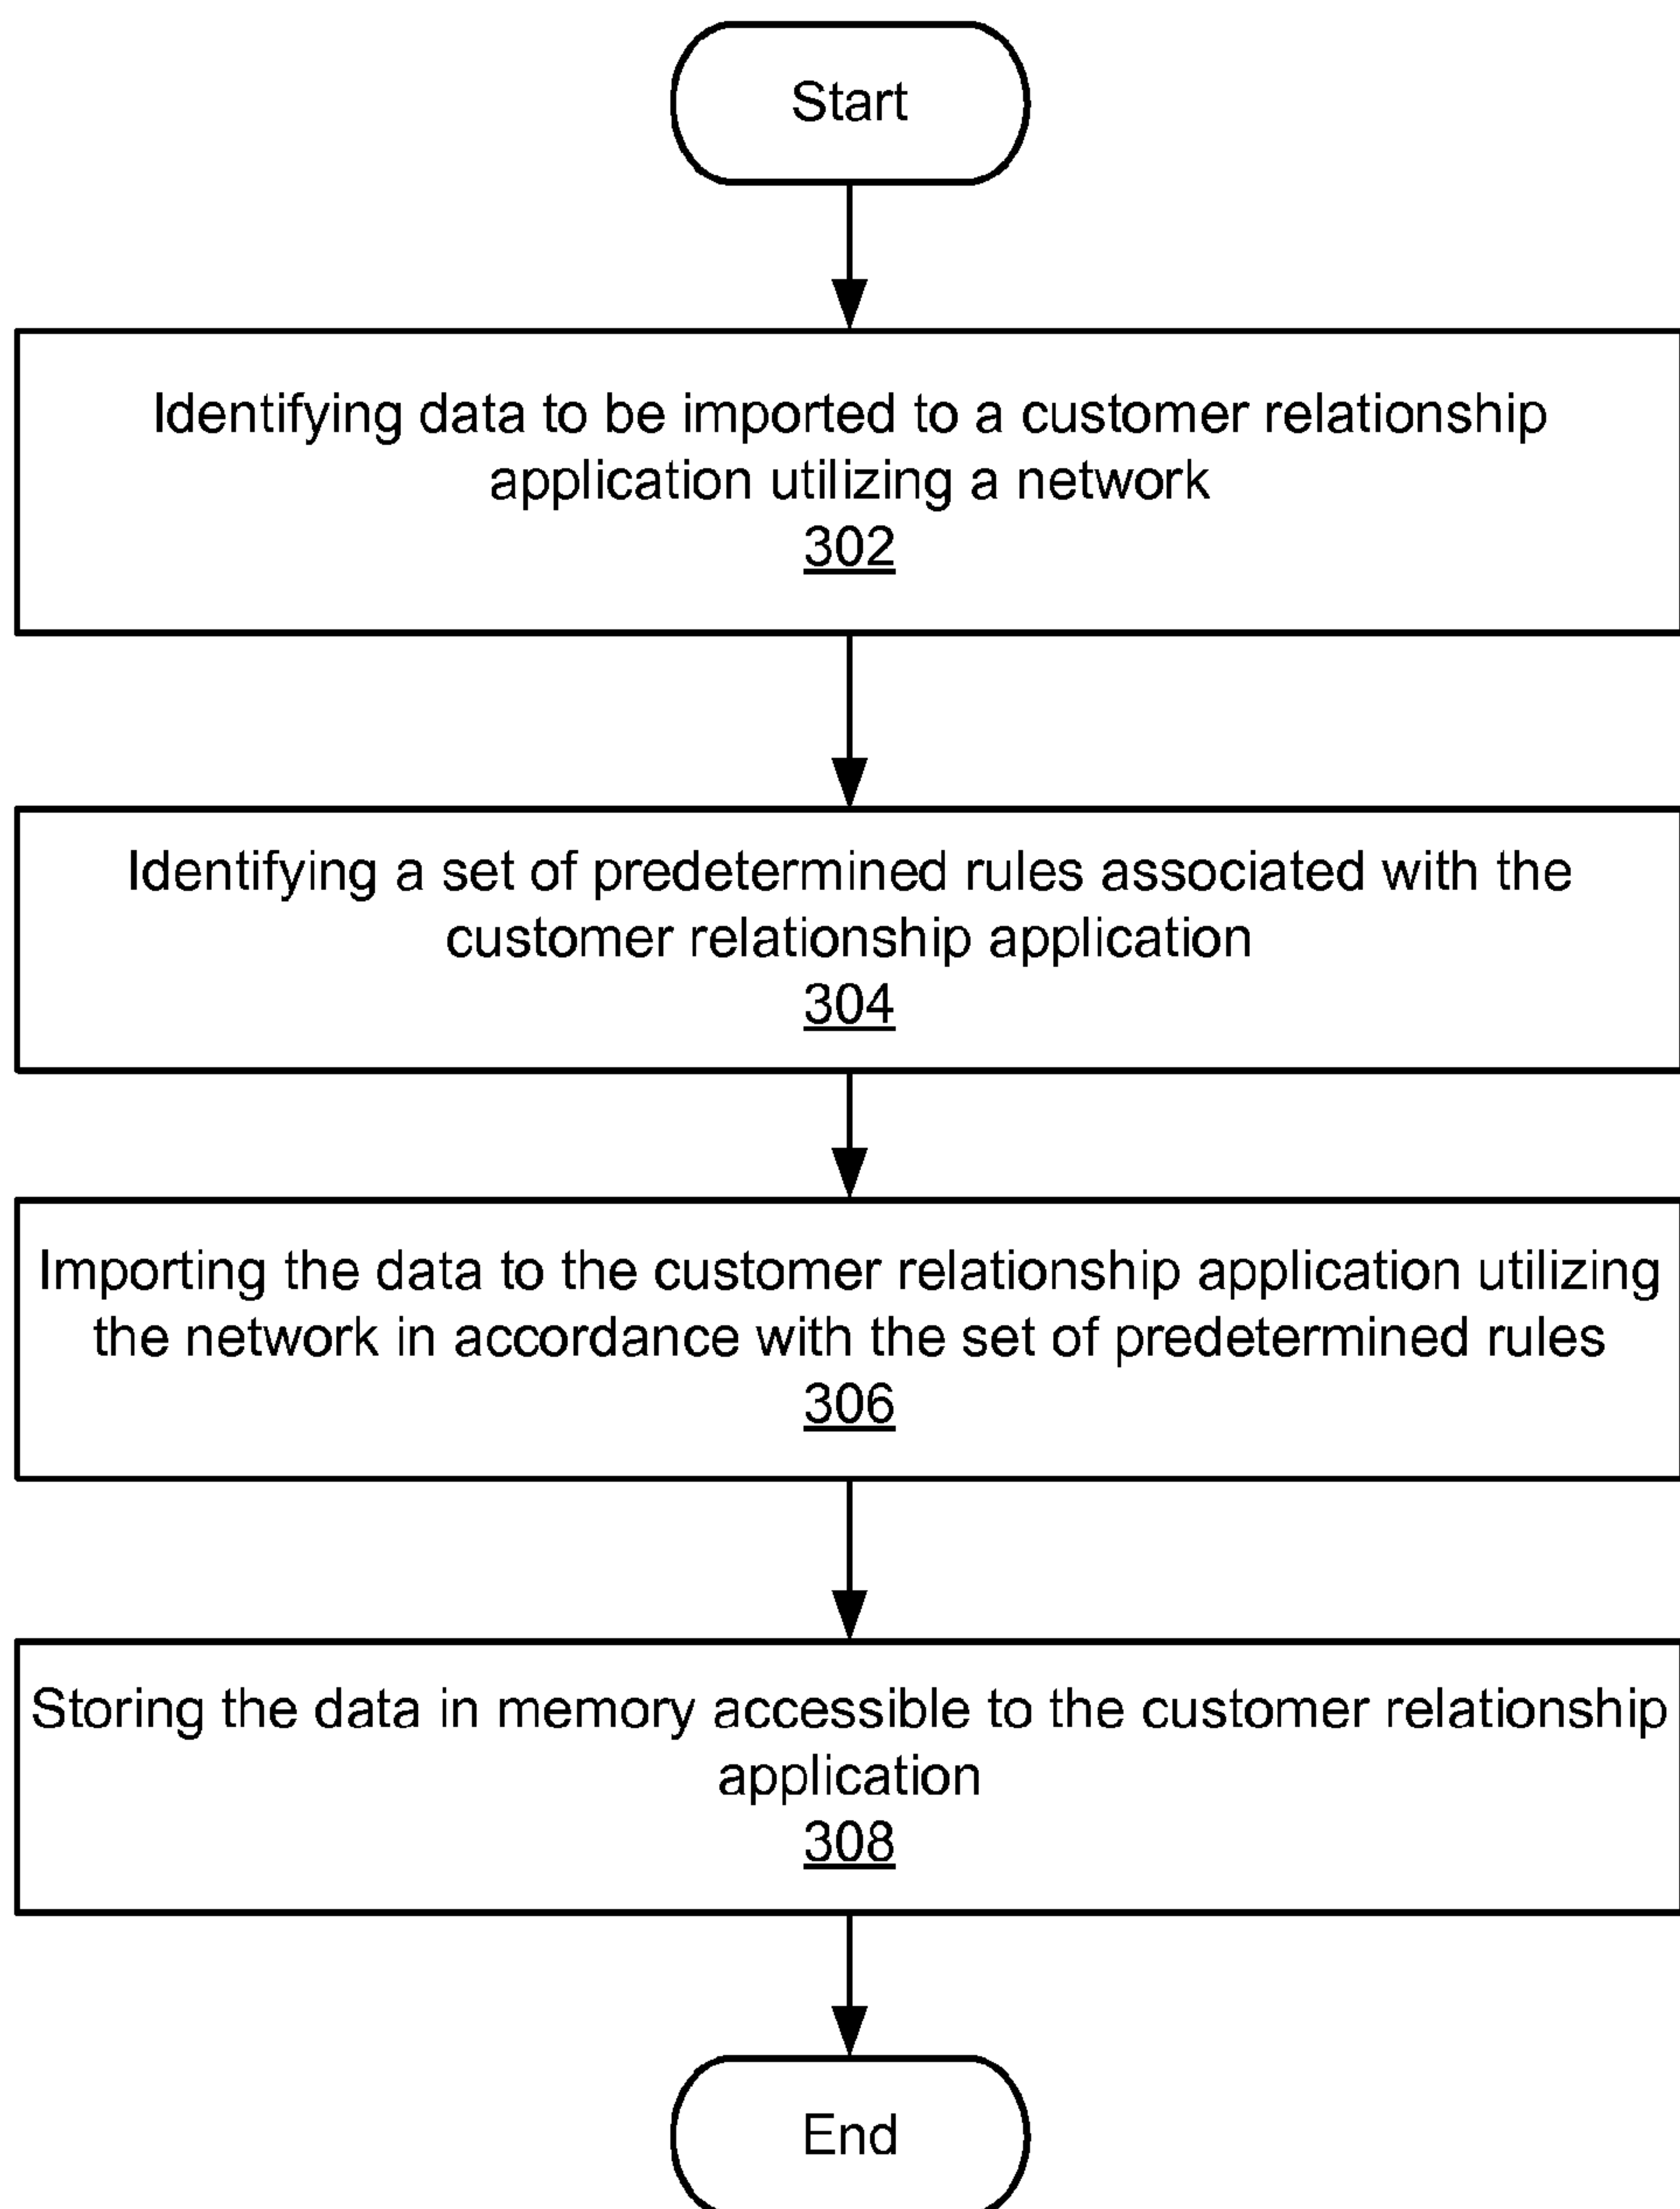 Start
Identifying data to be imported to a customer relationship
application utilizing a network
302
Identifying a set of predetermined rules associated with the
customer relationship application
304
Importing the data to the customer relationship application utilizing
the network in accordance with the set of predetermined rules
306
Storing the data in memory accessible to the customer relationship
application
308
End